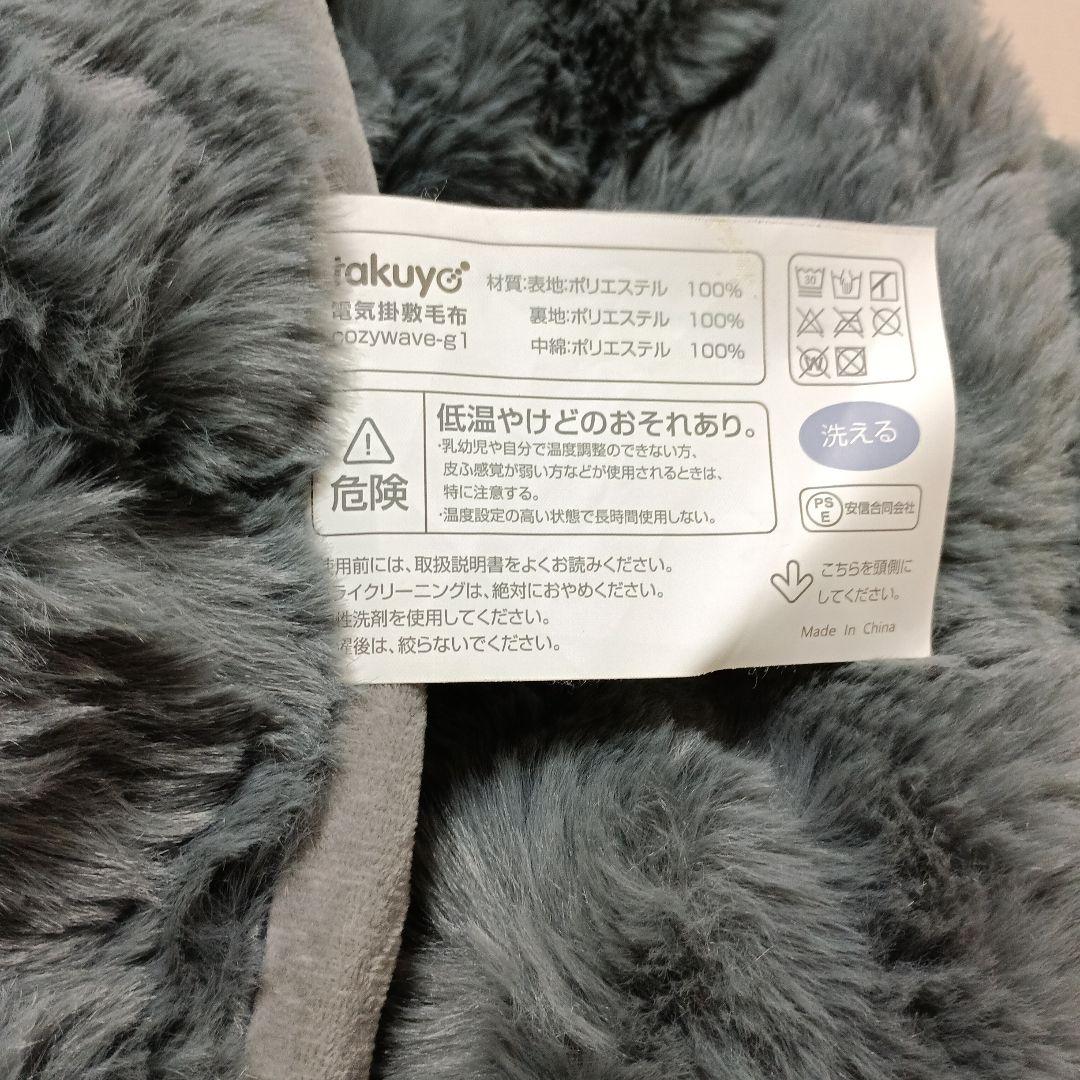 takuyo
電気掛敷毛布
cozywave-g1
材質:表地:ポリエステル 100%
裏地:ポリエステル 100%
中綿:ポリエステル 100%
30
W
危険
低温やけどのおそれあり。
・乳幼児や自分で温度調整のできない方、
皮ふ感覚が弱い方などが使用されるときは、
特に注意する。
・温度設定の高い状態で長時間使用しない。
洗える
PS
E
安信合同会社
使用前には、取扱説明書をよくお読みください。
ライクリーニングは、絶対におやめください。
性洗剤を使用してください。
濯後は、絞らないでください。
こちらを頭側に
してください。
Made In China